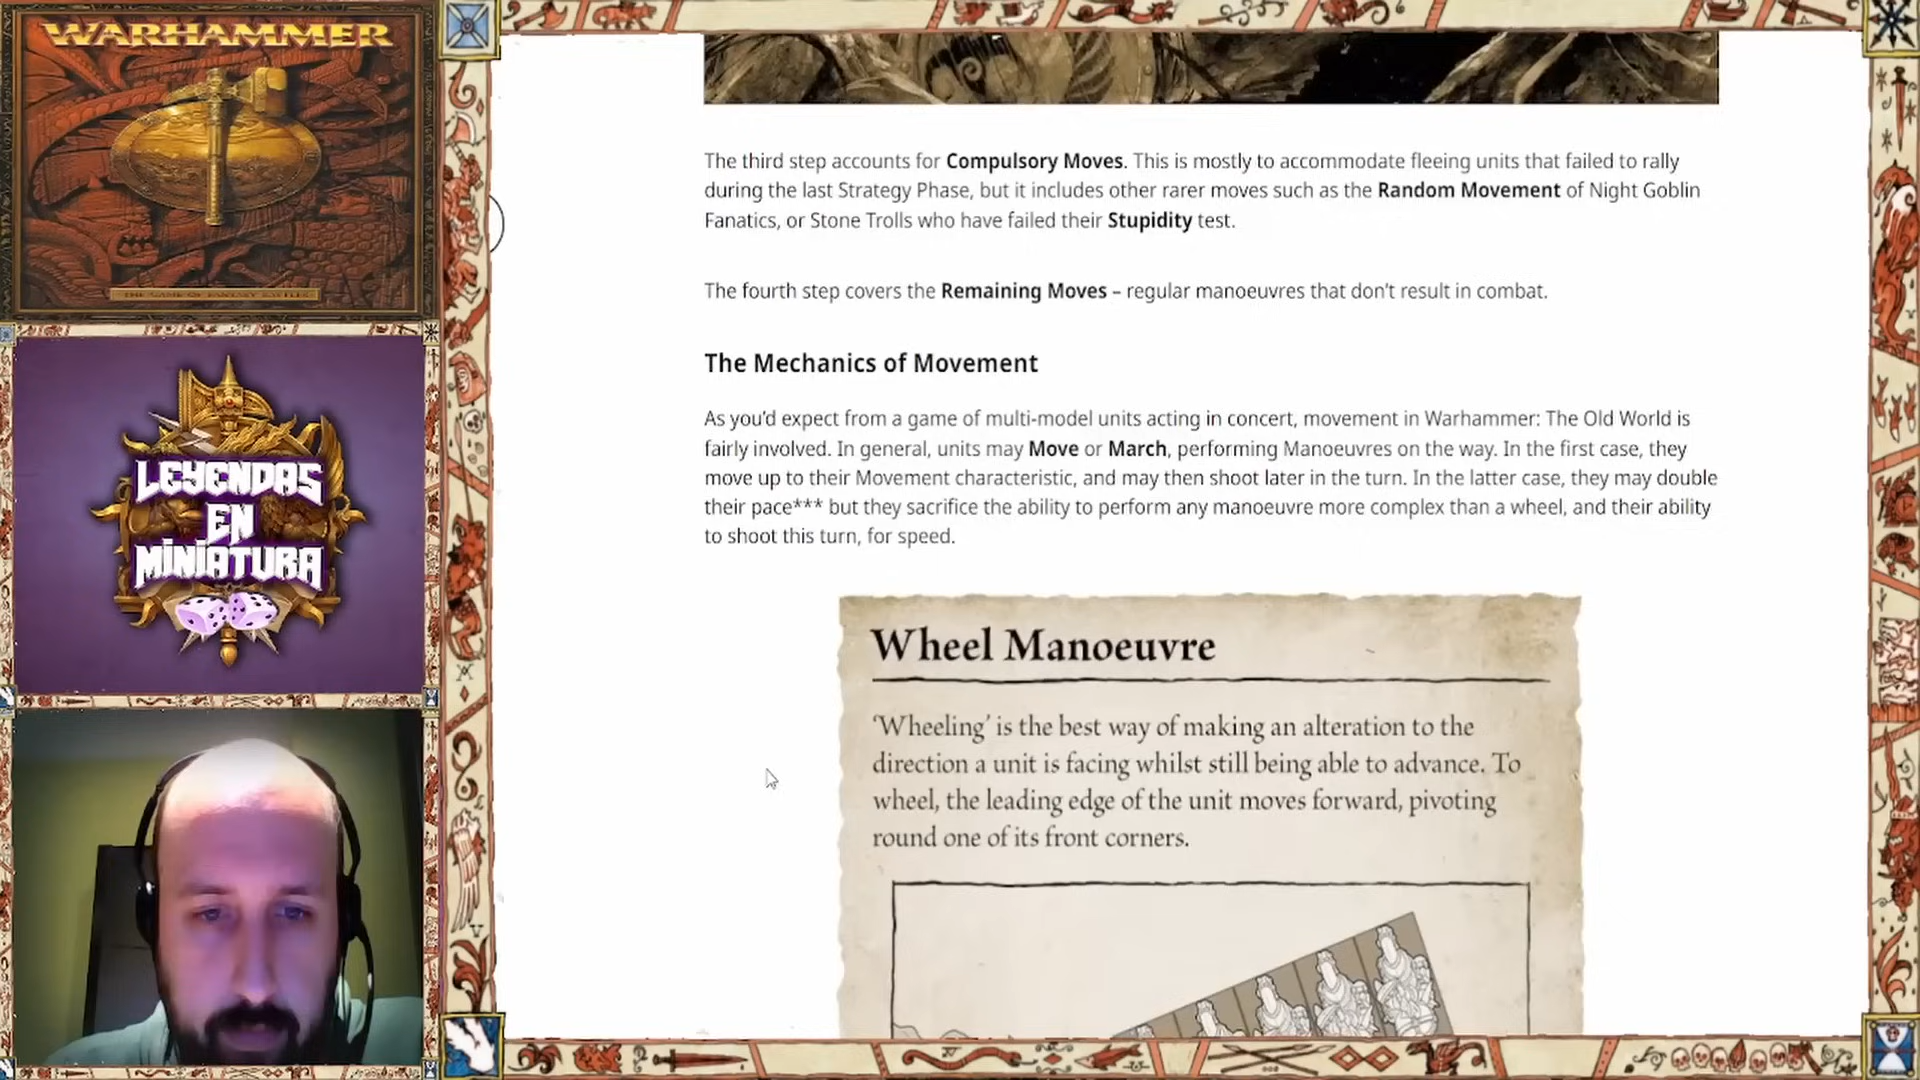 WARHAMMER
THE GAME OF FANTASY BATTLES
LEYENDAS
EN
MINIATURA
The third step accounts for Compulsory Moves. This is mostly to accommodate fleeing units that failed to rally
during the last Strategy Phase, but it includes other rarer moves such as the Random Movement of Night Goblin
Fanatics, or Stone Trolls who have failed their Stupidity test.
The fourth step covers the Remaining Moves – regular manoeuvres that don't result in combat.
The Mechanics of Movement
As you'd expect from a game of multi-model units acting in concert, movement in Warhammer: The Old World is
fairly involved. In general, units may Move or March, performing Manoeuvres on the way. In the first case, they
move up to their Movement characteristic, and may then shoot later in the turn. In the latter case, they may double
their pace*** but they sacrifice the ability to perform any manoeuvre more complex than a wheel, and their ability
to shoot this turn, for speed.
Wheel Manoeuvre
‘Wheeling’ is the best way of making an alteration to the
direction a unit is facing whilst still being able to advance. To
wheel, the leading edge of the unit moves forward, pivoting
round one of its front corners.